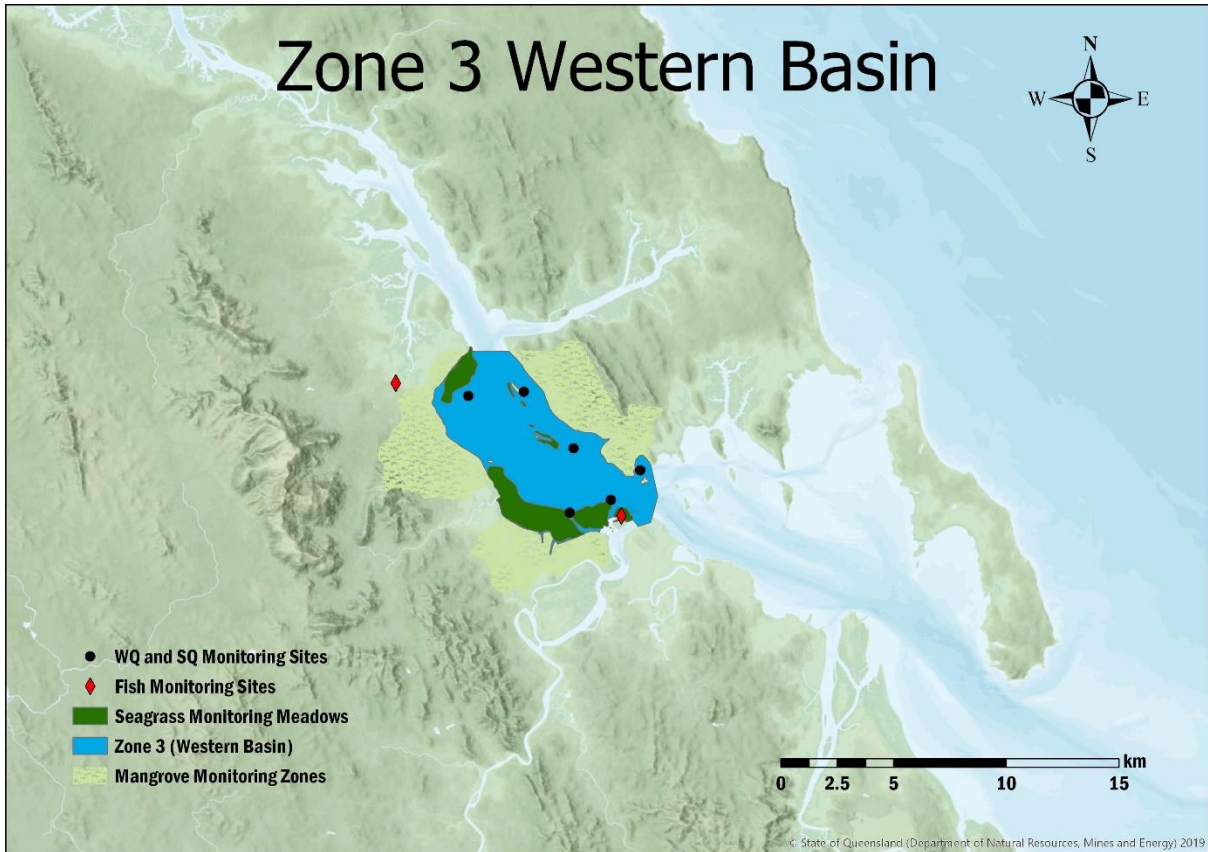 Zone 3 Western Basin
N
W E
S
WQ and SQ Monitoring Sites
Fish Monitoring Sites
Seagrass Monitoring Meadows
Zone 3 (Western Basin)
Mangrove Monitoring Zones
km
0 2.5 5 10 15
© State of Queensland (Department of Natural Resources, Mines and Energy) 2019